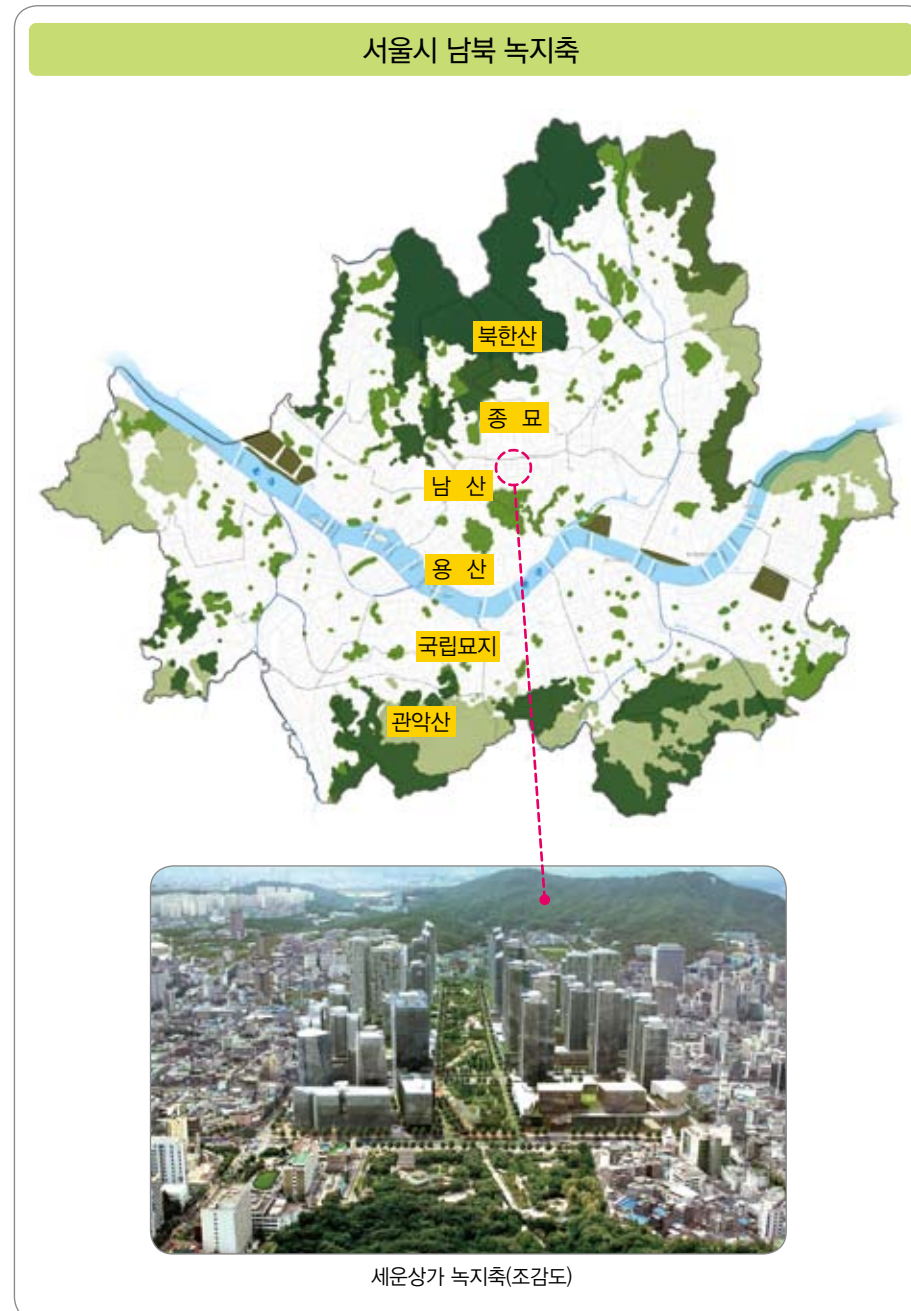 서울시 남북 녹지축
북한산
종 묘
남 산
용 산
국립묘지
관악산
세운상가 녹지축(조감도)